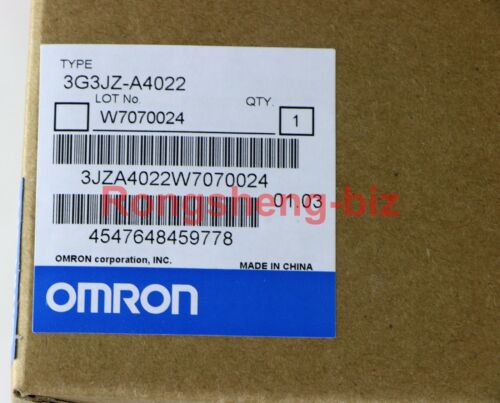 TYPE
3G3JZ-A4022
LOT No. QTY.
W7070024 1
3JZA4022W7070024
Rongsheng-biz
01.03
4547648459778
OMRON corporation, INC. MADE IN CHINA
OMRON